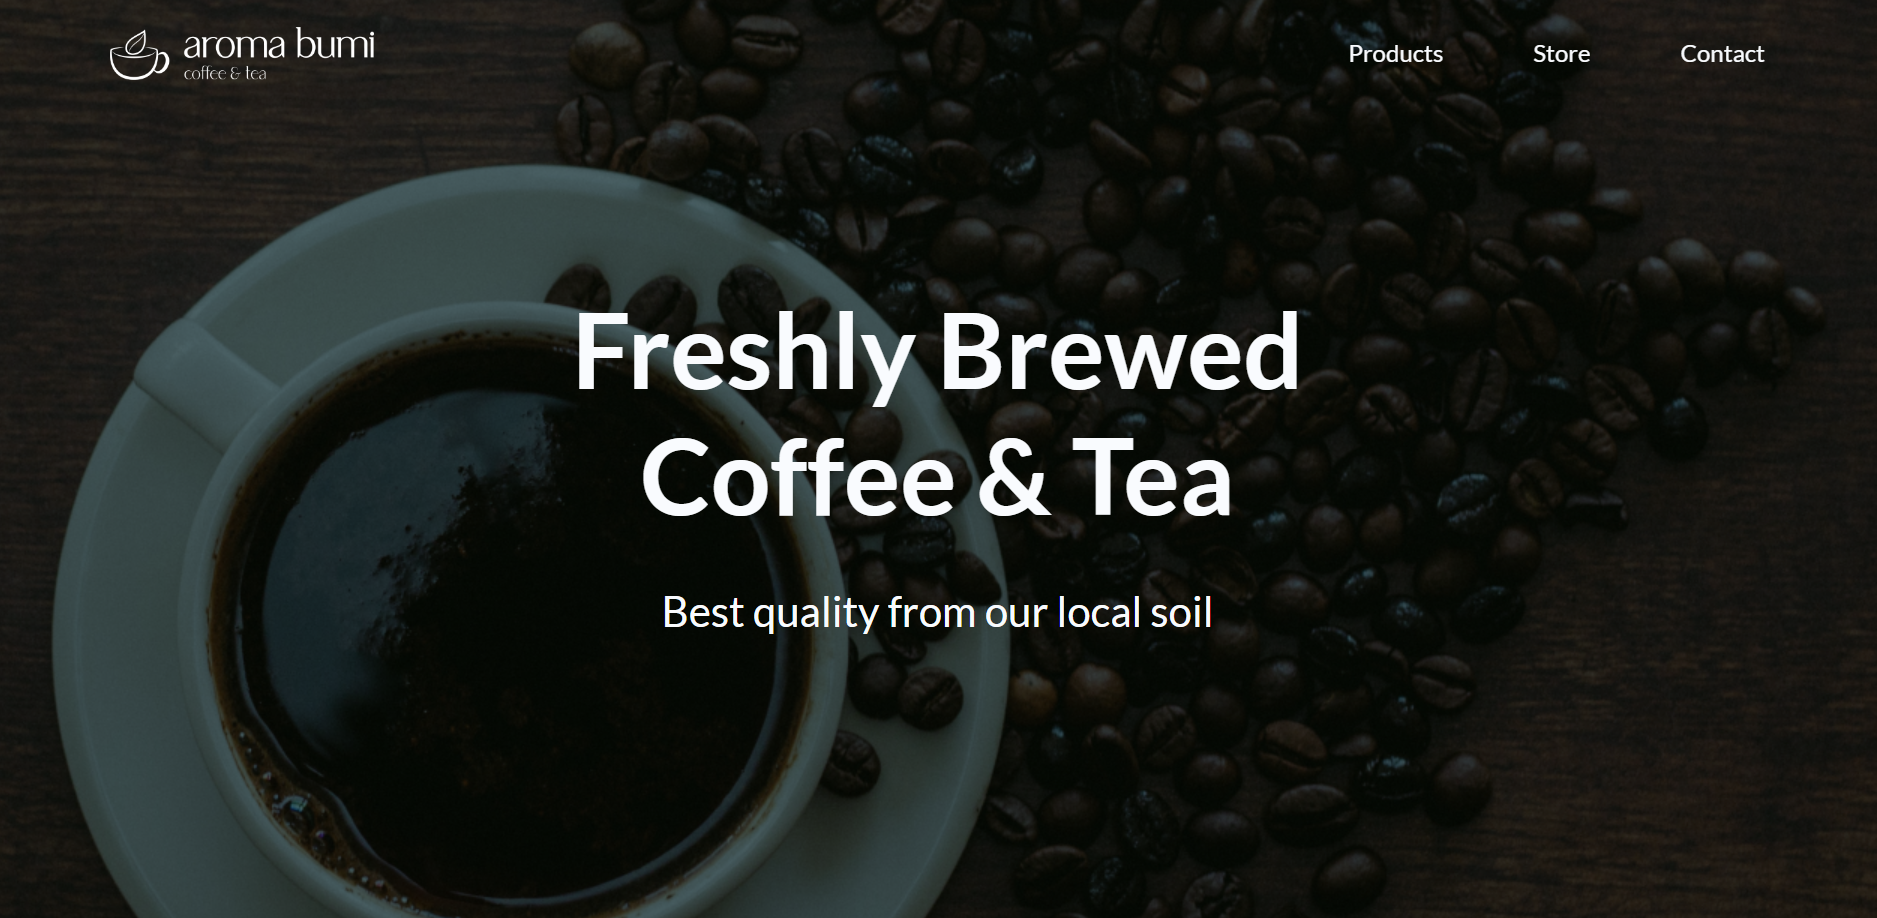 aroma bumi
coffee & tea
Products
Store
Contact
Freshly Brewed
Coffee & Tea
Best quality from our local soil